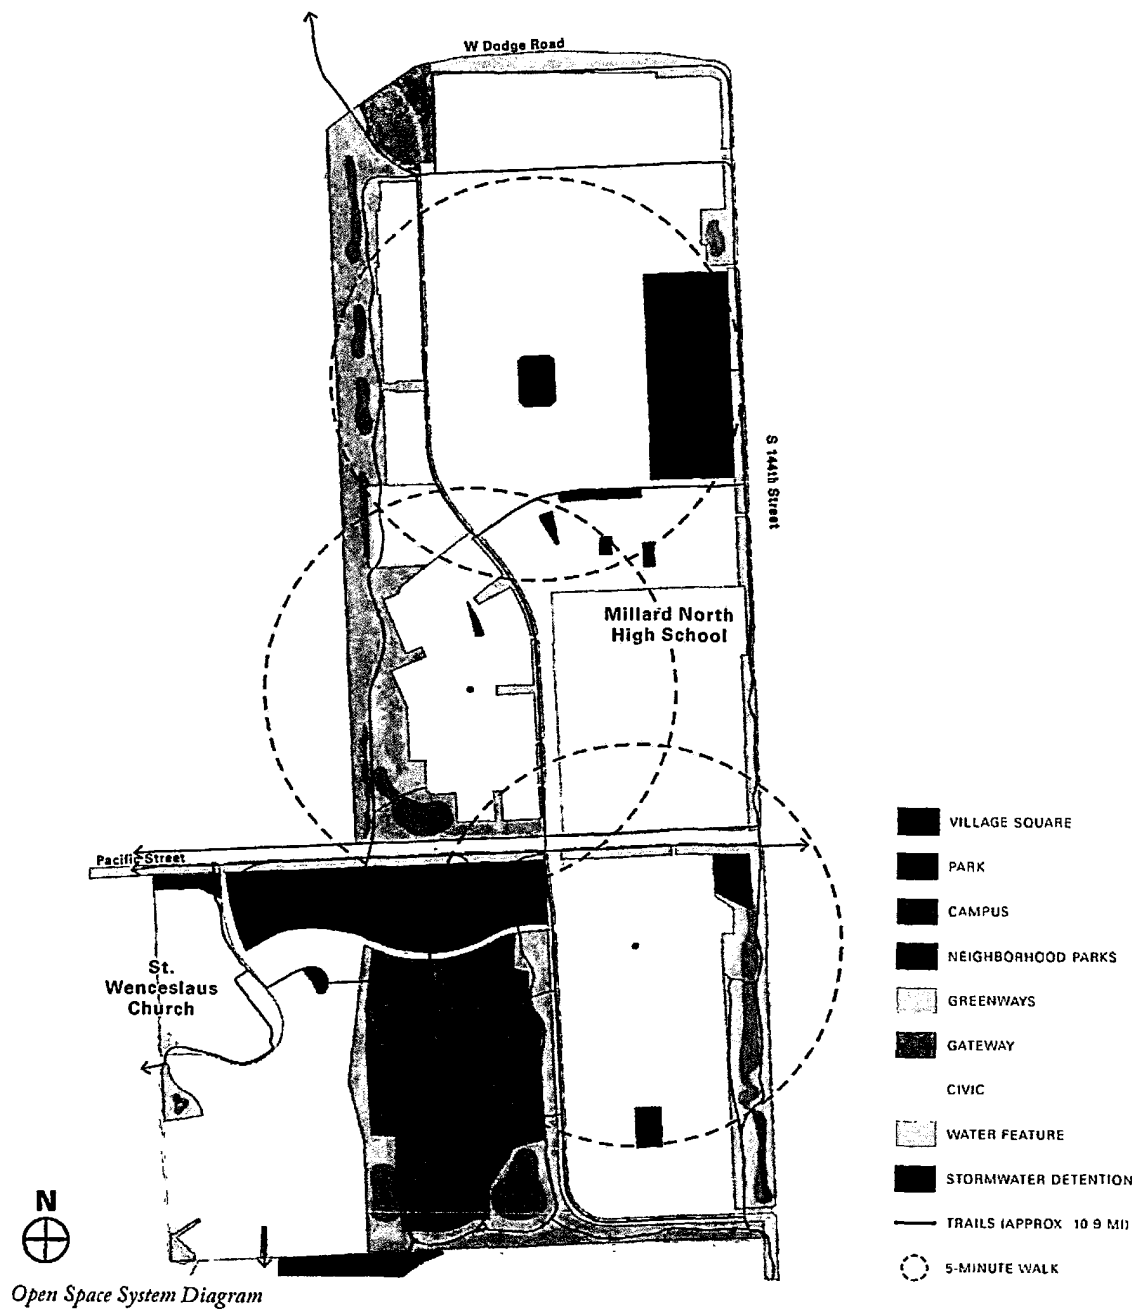 W Dodge Road
S 144th Street
Millard North
High School
Pacific Street
St.
Wenceslaus
Church
VILLAGE SQUARE
PARK
CAMPUS
NEIGHBORHOOD PARKS
GREENWAYS
GATEWAY
CIVIC
WATER FEATURE
STORMWATER DETENTION
TRAILS (APPROX 10.9 MI)
5-MINUTE WALK
N
Open Space System Diagram